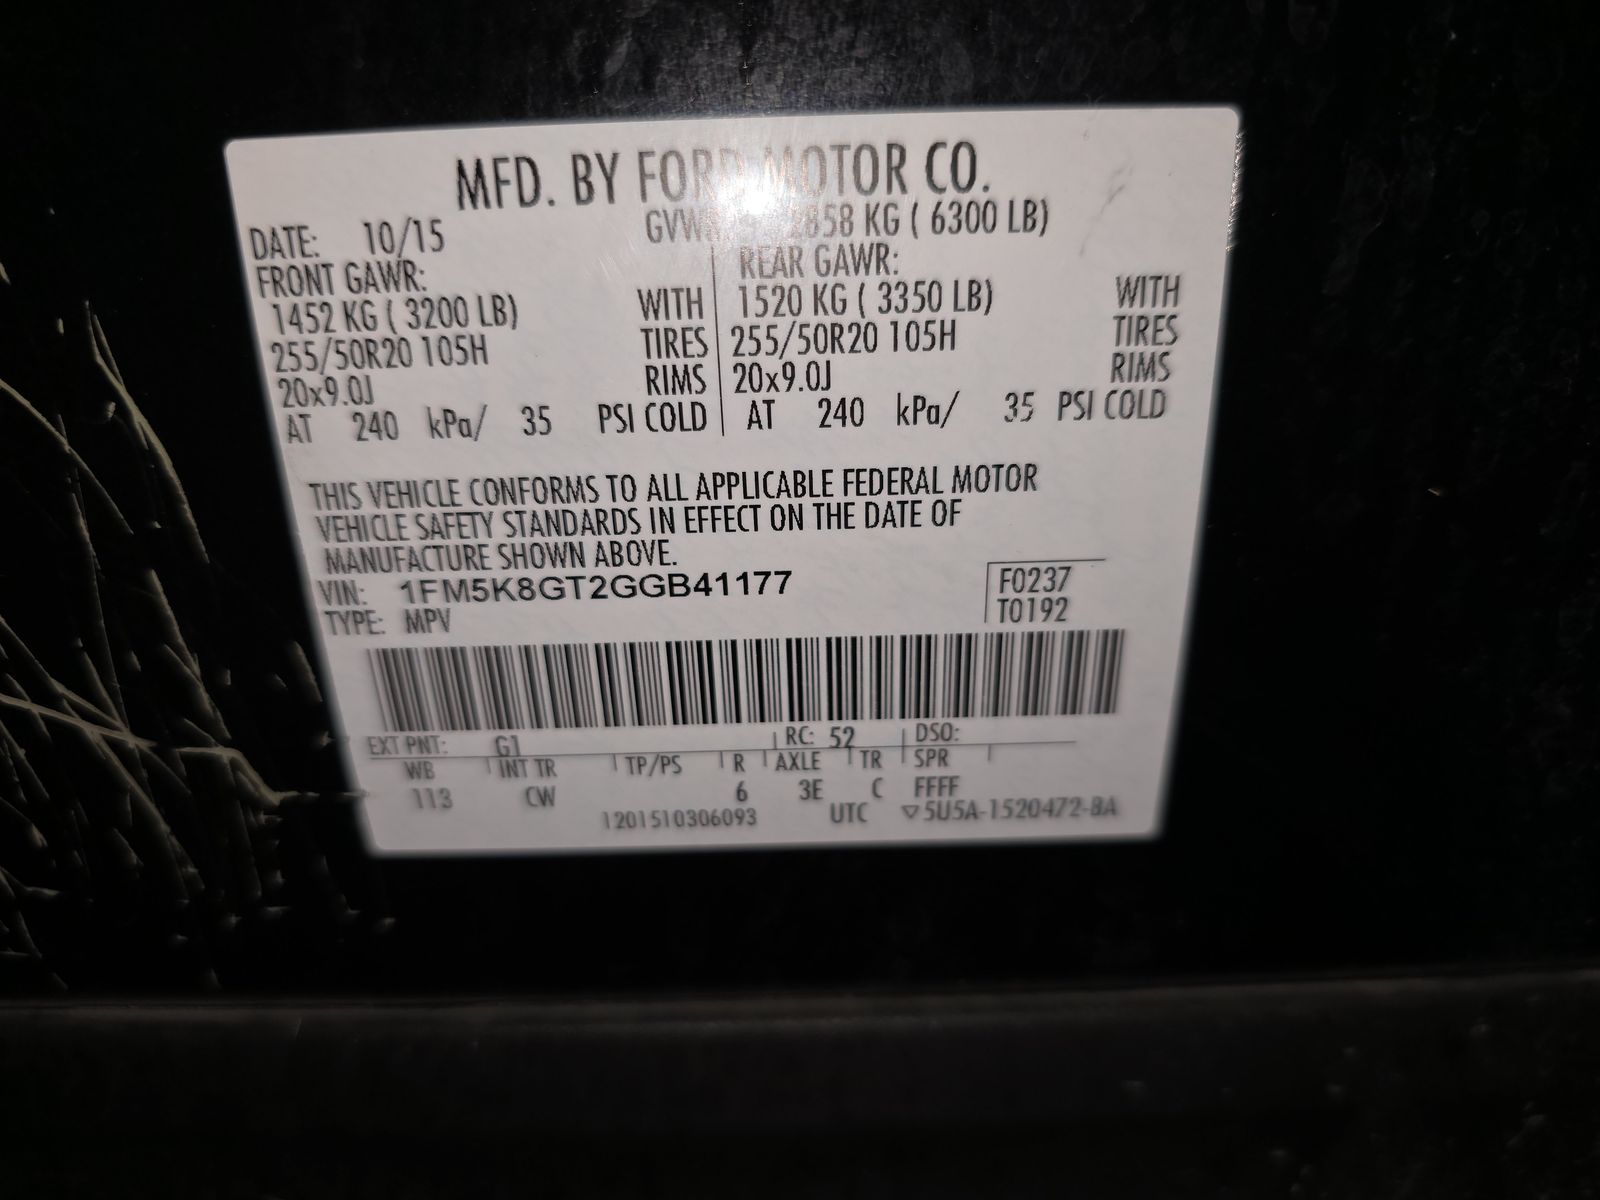 MFD. BY FORD MOTOR CO.
DATE: 10/15 GVWR: 2858 KG ( 6300 LB)
FRONT GAWR: REAR GAWR:
1452 KG ( 3200 LB) WITH 1520 KG ( 3350 LB) WITH
255/50R20 105H TIRES 255/50R20 105H TIRES
20x9.0J RIMS 20x9.0J RIMS
AT 240 kPa/ 35 PSI COLD AT 240 kPa/ 35 PSI COLD
THIS VEHICLE CONFORMS TO ALL APPLICABLE FEDERAL MOTOR
VEHICLE SAFETY STANDARDS IN EFFECT ON THE DATE OF
MANUFACTURE SHOWN ABOVE.
VIN: 1FM5K8GT2GGB41177 F0237
TYPE: MPV T0192
EXT PNT: G1 RC: 52 DSO:
WB INT TR TP/PS R AXLE TR SPR
113 CW 6 3E C FFFF
1201510306093 UTC ▽5U5A-1520472-BA